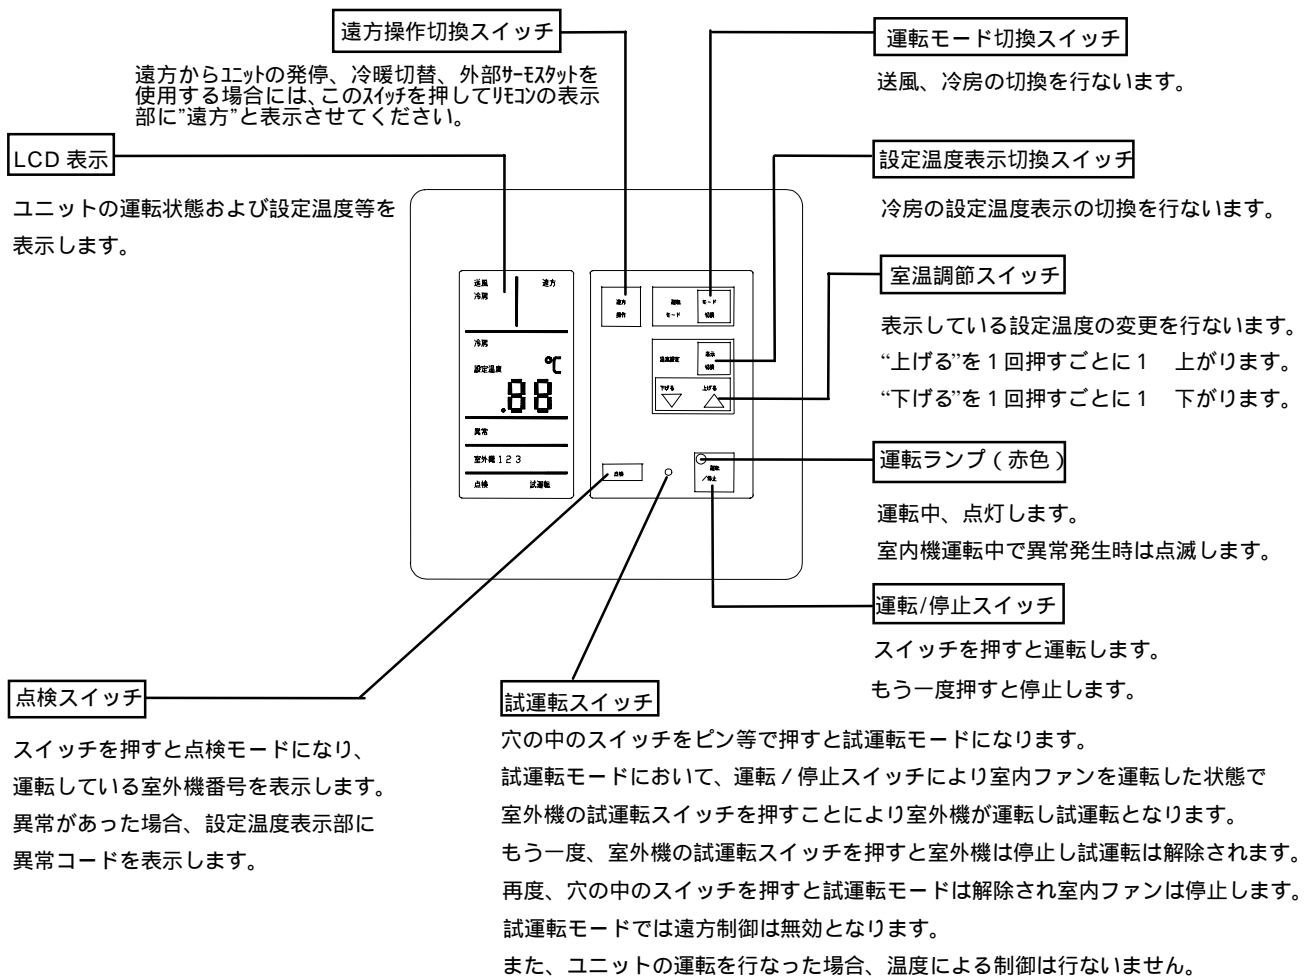 遠方操作切換スイッチ
遠方からユニットの発停、冷暖切替、外部サーモスタットを
使用する場合には、このスイッチを押してリモコンの表示
部に”遠方”と表示させてください。
LCD 表示
ユニットの運転状態および設定温度等を
表示します。
運転モード切換スイッチ
送風、冷房の切換を行ないます。
設定温度表示切換スイッチ
冷房の設定温度表示の切換を行ないます。
室温調節スイッチ
表示している設定温度の変更を行ないます。
“上げる”を１回押すごとに１　上がります。
“下げる”を１回押すごとに１　下がります。
運転ランプ ( 赤色 )
運転中、点灯します。
室内機運転中で異常発生時は点滅します。
運転/停止スイッチ
スイッチを押すと運転します。
もう一度押すと停止します。
送風 遠方
冷房
冷房
設定温度
℃
.88
異常
室外機 1 2 3
点検 試運転
遠方
操作
運転
モード
モード
切換
温度設定
表示
切換
下げる 上げる
▽ △
点検
運転
／停止
点検スイッチ
スイッチを押すと点検モードになり、
運転している室外機番号を表示します。
異常があった場合、設定温度表示部に
異常コードを表示します。
試運転スイッチ
穴の中のスイッチをピン等で押すと試運転モードになります。
試運転モードにおいて、運転 / 停止スイッチにより室内ファンを運転した状態で
室外機の試運転スイッチを押すことにより室外機が運転し試運転となります。
もう一度、室外機の試運転スイッチを押すと室外機は停止し試運転は解除されます。
再度、穴の中のスイッチを押すと試運転モードは解除され室内ファンは停止します。
試運転モードでは遠方制御は無効となります。
また、ユニットの運転を行なった場合、温度による制御は行ないません。